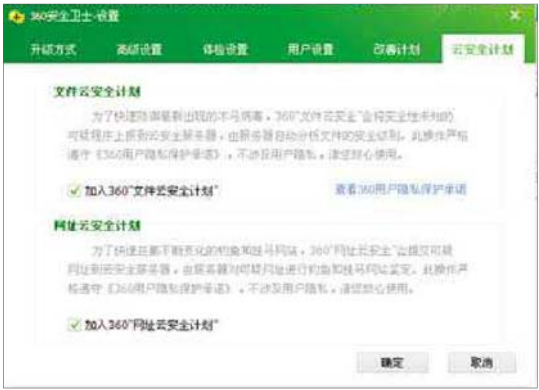 360安全卫士-设置
升级方式 高级设置 体检设置 用户设置 改善计划 云安全计划
文件云安全计划
为了快速防御最新出现的木马病毒，360"文件云安全"会将安全性未知的
可疑程序上报到云安全服务器，由服务器自动分析文件的安全级别。此操作严格
遵守《360用户隐私保护承诺》，不涉及用户隐私，请您放心使用。
加入360"文件云安全计划"
查看360用户隐私保护承诺
网址云安全计划
为了快速拦截不断变化的钓鱼和挂马网站，360"网址云安全"会提交可疑
网址到云安全服务器，由服务器对可疑网址进行钓鱼和挂马网站鉴定。此操作严
格遵守《360用户隐私保护承诺》，不涉及用户隐私，请您放心使用。
加入360"网址云安全计划"
确定 取消